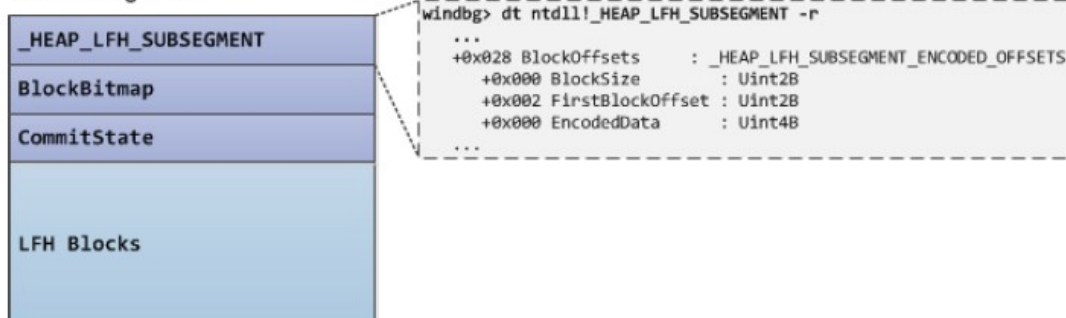 _HEAP_LFH_SUBSEGMENT
BlockBitmap
CommitState
LFH Blocks
windbg> dt ntdll!_HEAP_LFH_SUBSEGMENT -r
...
+0x028 BlockOffsets : _HEAP_LFH_SUBSEGMENT_ENCODED_OFFSETS
+0x000 BlockSize : Uint2B
+0x002 FirstBlockOffset : Uint2B
+0x000 EncodedData : Uint4B
...